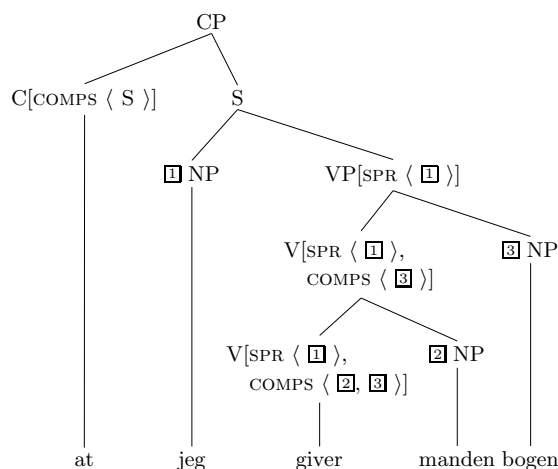 CP
C[COMPS ⟨ S ⟩] S
1 NP VP[SPR ⟨ 1 ⟩]
V[SPR ⟨ 1 ⟩, 3 NP
COMPS ⟨ 3 ⟩]
V[SPR ⟨ 1 ⟩, 2 NP
COMPS ⟨ 2, 3 ⟩]
at jeg giver manden bogen